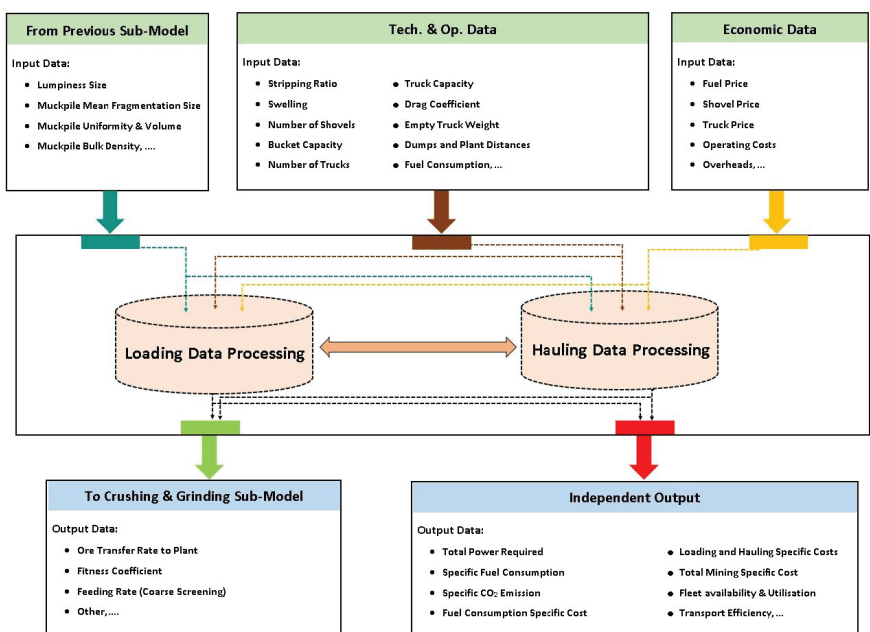 From Previous Sub-Model
Input Data:
• Lumpiness Size
• Muckpile Mean Fragmentation Size
• Muckpile Uniformity & Volume
• Muckpile Bulk Density, ....
Tech. & Op. Data
Input Data:
• Stripping Ratio
• Swelling
• Number of Shovels
• Bucket Capacity
• Number of Trucks
• Truck Capacity
• Drag Coefficient
• Empty Truck Weight
• Dumps and Plant Distances
• Fuel Consumption, ...
Economic Data
Input Data:
• Fuel Price
• Shovel Price
• Truck Price
• Operating Costs
• Overheads, ...
Loading Data Processing
Hauling Data Processing
To Crushing & Grinding Sub-Model
Output Data:
• Ore Transfer Rate to Plant
• Fitness Coefficient
• Feeding Rate (Coarse Screening)
• Other, ....
Independent Output
Output Data:
• Total Power Required
• Specific Fuel Consumption
• Specific CO₂ Emission
• Fuel Consumption Specific Cost
• Loading and Hauling Specific Costs
• Total Mining Specific Cost
• Fleet availability & Utilisation
• Transport Efficiency, ...